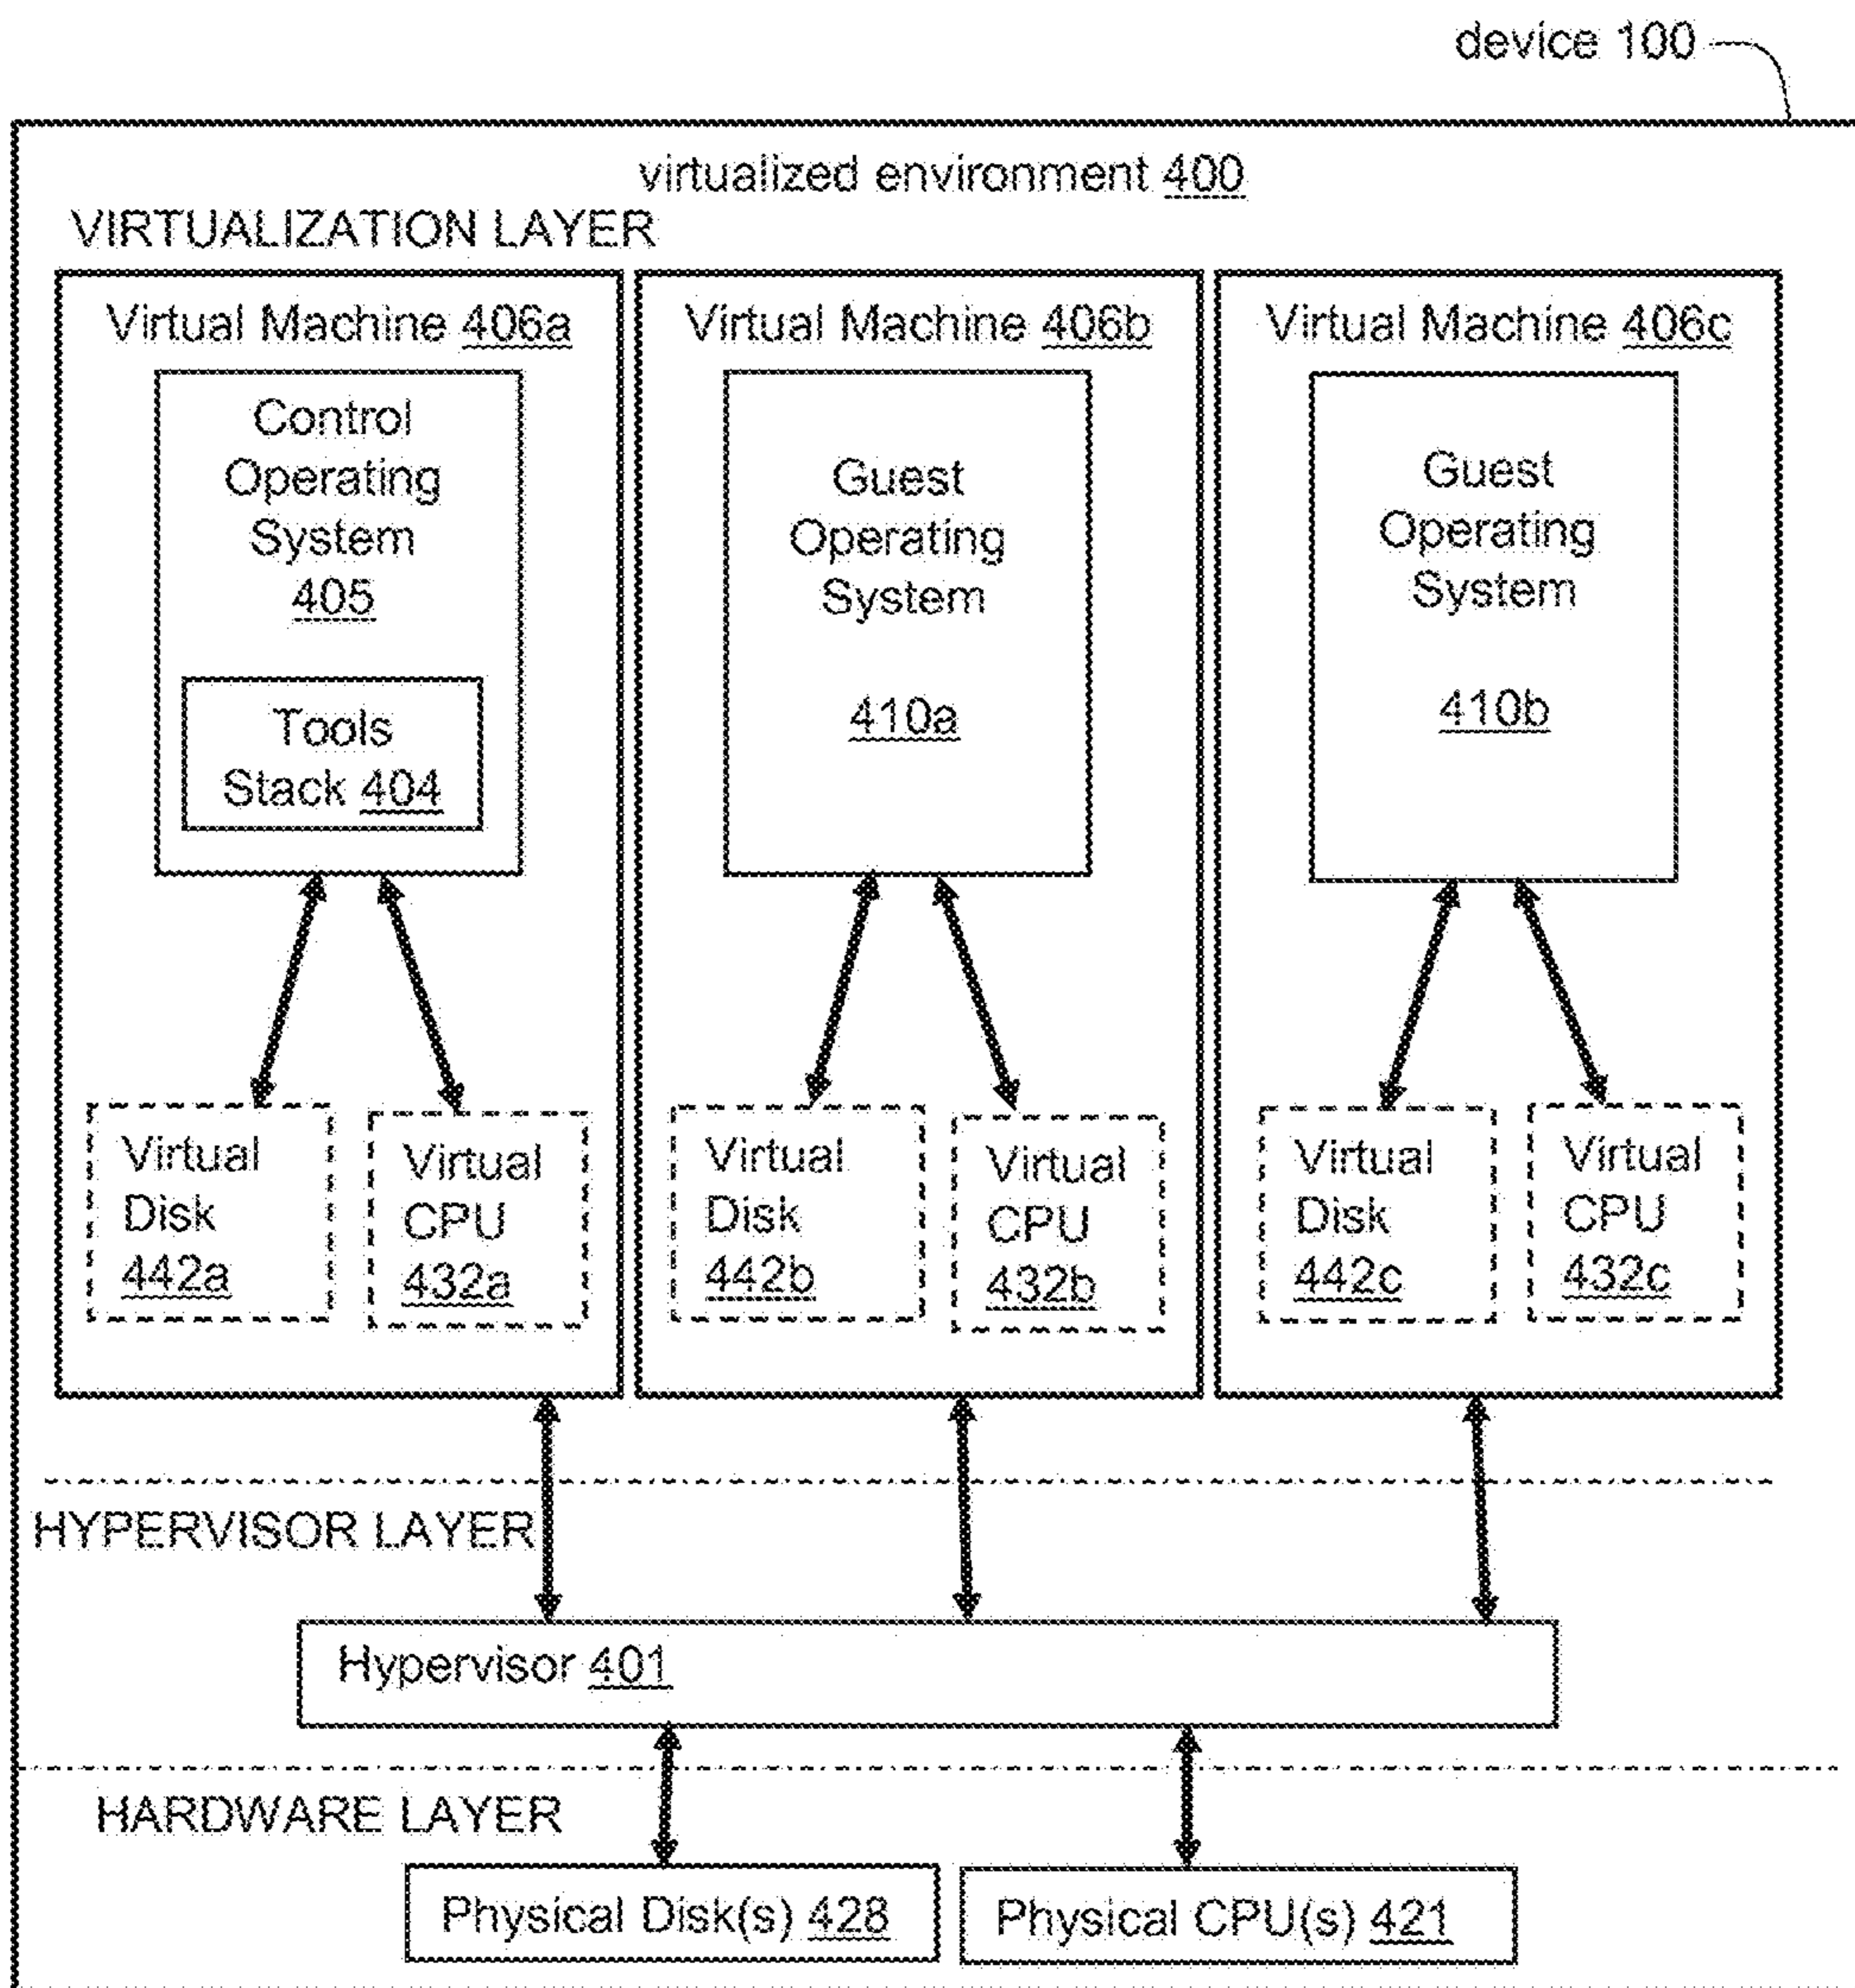 device 100
virtualized environment 400
VIRTUALIZATION LAYER
Virtual Machine 406a
Control
Operating
System
405
Tools
Stack 404
Virtual
Disk
442a
Virtual
CPU
432a
Virtual Machine 406b
Guest
Operating
System
410a
Virtual
Disk
442b
Virtual
CPU
432b
Virtual Machine 406c
Guest
Operating
System
410b
Virtual
Disk
442c
Virtual
CPU
432c
HYPERVISOR LAYER
Hypervisor 401
HARDWARE LAYER
Physical Disk(s) 428
Physical CPU(s) 421